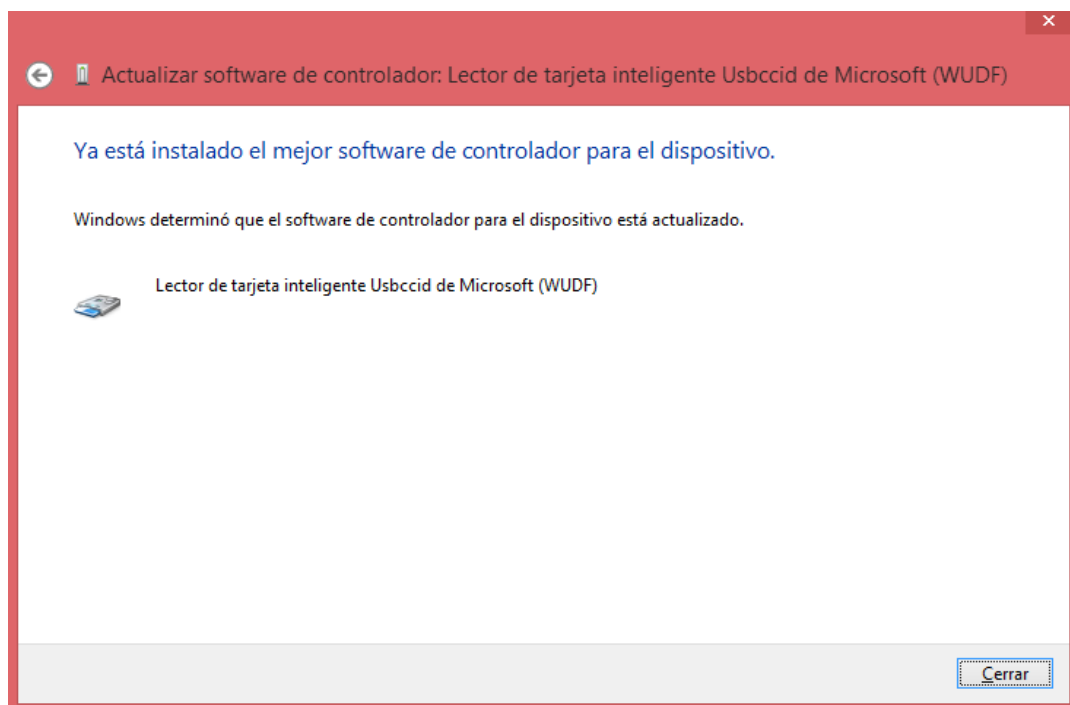 Actualizar software de controlador: Lector de tarjeta inteligente Usbccid de Microsoft (WUDF)
Ya está instalado el mejor software de controlador para el dispositivo.
Windows determinó que el software de controlador para el dispositivo está actualizado.
Lector de tarjeta inteligente Usbccid de Microsoft (WUDF)
Cerrar